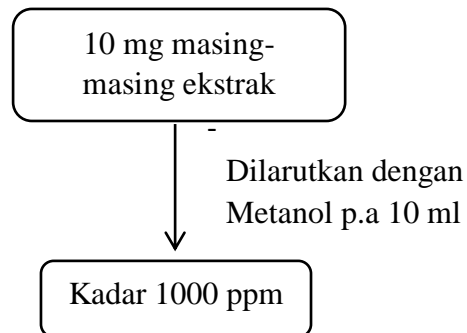 10 mg masing-
masing ekstrak
-
Dilarutkan dengan
Metanol p.a 10 ml
Kadar 1000 ppm